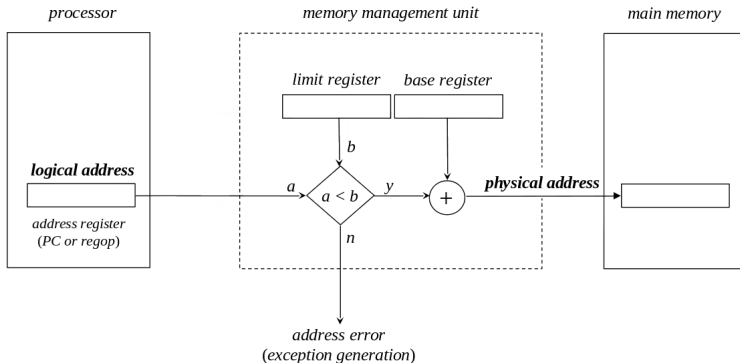 processor
memory management unit
main memory
limit register
base register
b
logical address
a
a < b
y
+
physical address
address register
(PC or regop)
n
address error
(exception generation)